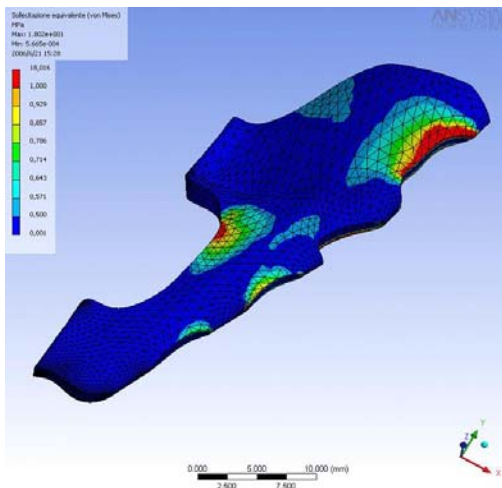 Sollecitazione equivalente (von Mises)
MPa
Max: 1.802e+001
Min: 5.665e-004
2006/6/21 15:28
ANSYS
18,016
1,000
0,929
0,857
0,786
0,714
0,643
0,571
0,500
0,001
Y
Z
X
0.000 5.000 10.000 (mm)
2.500 7.500